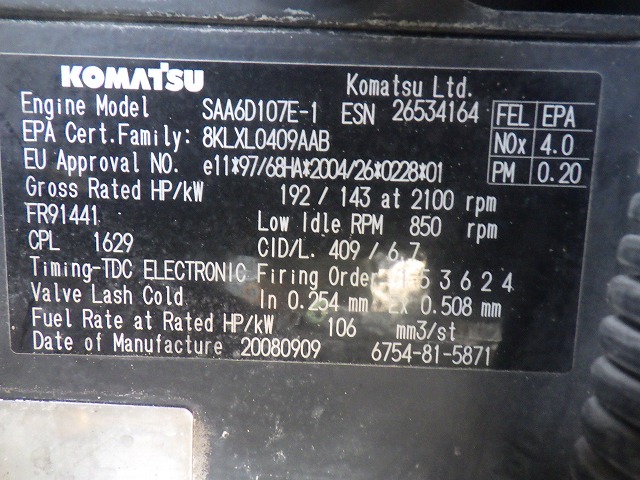 KOMATSU Komatsu Ltd.
Engine Model SAA6D107E-1 ESN 26534164 FEL EPA
EPA Cert.Family: 8KLXL0409AAB NOx 4.0
EU Approval NO. e11*97/68HA*2004/26*0228*01 PM 0.20
Gross Rated HP/kW 192 / 143 at 2100 rpm
FR91441 Low Idle RPM 850 rpm
CPL 1629 CID/L. 409 / 6.7
Timing-TDC ELECTRONIC Firing Order 5 3 6 2 4
Valve Lash Cold In 0.254 mm Ex 0.508 mm
Fuel Rate at Rated HP/kW 106 mm3/st
Date of Manufacture 20080909 6754-81-5871